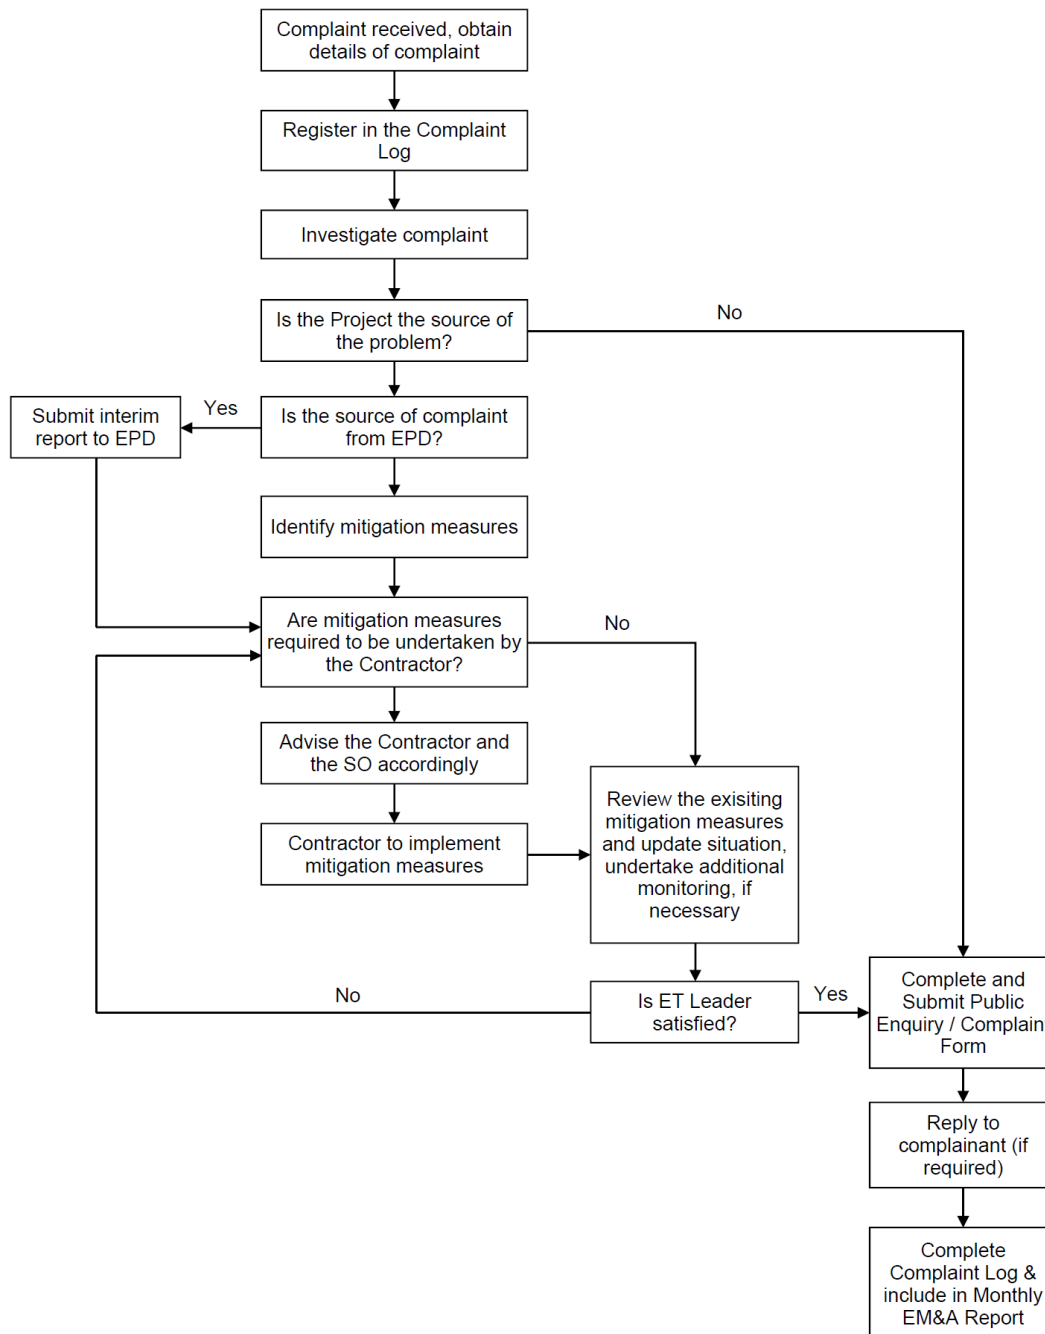 Complaint received, obtain
details of complaint
Register in the Complaint
Log
Investigate complaint
Is the Project the source of
the problem?
No
Submit interim
report to EPD
Yes
Is the source of complaint
from EPD?
Identify mitigation measures
Are mitigation measures
required to be undertaken by
the Contractor?
No
Advise the Contractor and
the SO accordingly
Contractor to implement
mitigation measures
Review the exisiting
mitigation measures
and update situation,
undertake additional
monitoring, if
necessary
No
Is ET Leader
satisfied?
Yes
Complete and
Submit Public
Enquiry / Complaint
Form
Reply to
complainant (if
required)
Complete
Complaint Log &
include in Monthly
EM&A Report